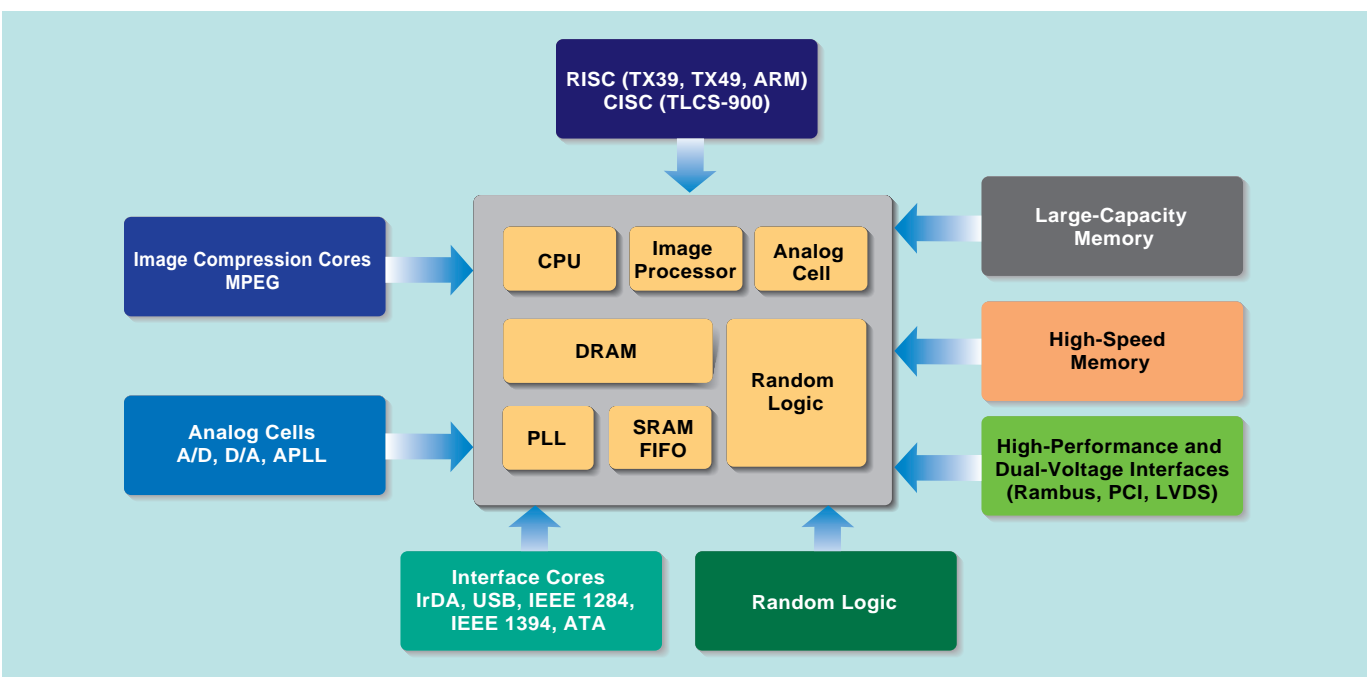 RISC (TX39, TX49, ARM)
CISC (TLCS-900)
Image Compression Cores
MPEG
Analog Cells
A/D, D/A, APLL
CPU
Image
Processor
Analog
Cell
DRAM
Random
Logic
PLL
SRAM
FIFO
Large-Capacity
Memory
High-Speed
Memory
High-Performance and
Dual-Voltage Interfaces
(Rambus, PCI, LVDS)
Interface Cores
IrDA, USB, IEEE 1284,
IEEE 1394, ATA
Random Logic